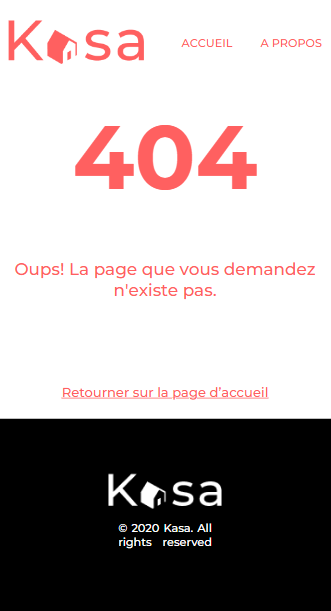 Kasa
ACCUEIL A PROPOS
404
Oups! La page que vous demandez
n'existe pas.
Retourner sur la page d’accueil
Kasa
© 2020 Kasa. All
rights reserved